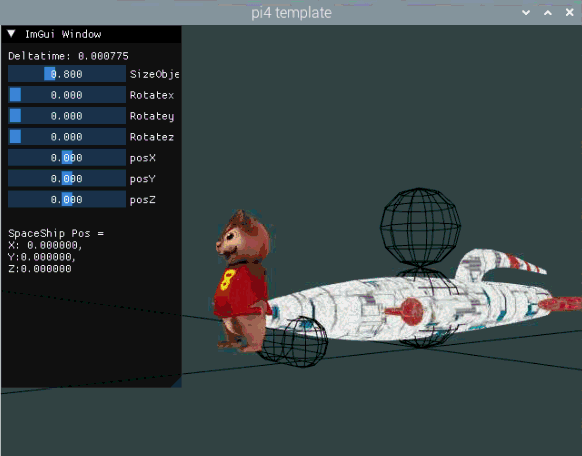 pi4 template
ImGui Window
Deltatime: 0.000775
0.800 SizeObje
0.000 Rotatex
0.000 Rotatey
0.000 Rotatez
0.000 posX
0.000 posY
0.000 posZ
SpaceShip Pos =
X: 0.000000,
Y:0.000000,
Z:0.000000
8